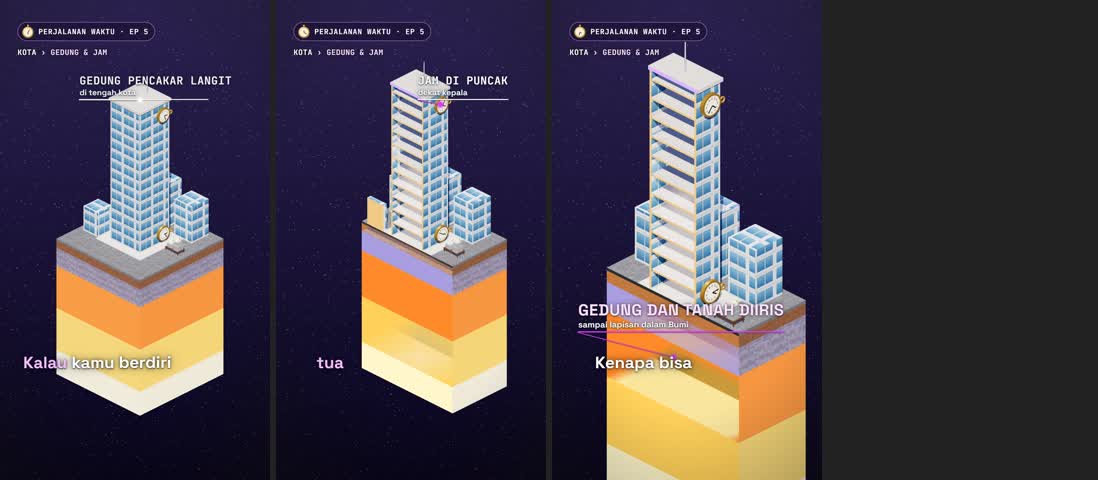 PERJALANAN WAKTU · EP 5
KOTA › GEDUNG & JAM
GEDUNG PENCAKAR LANGIT
di tengah kota
Kalau kamu berdiri
PERJALANAN WAKTU · EP 5
KOTA › GEDUNG & JAM
JAM DI PUNCAK
dekat kepala
tua
PERJALANAN WAKTU · EP 5
KOTA › GEDUNG & JAM
GEDUNG DAN TANAH DIIRIS
sampai lapisan dalam Bumi
Kenapa bisa